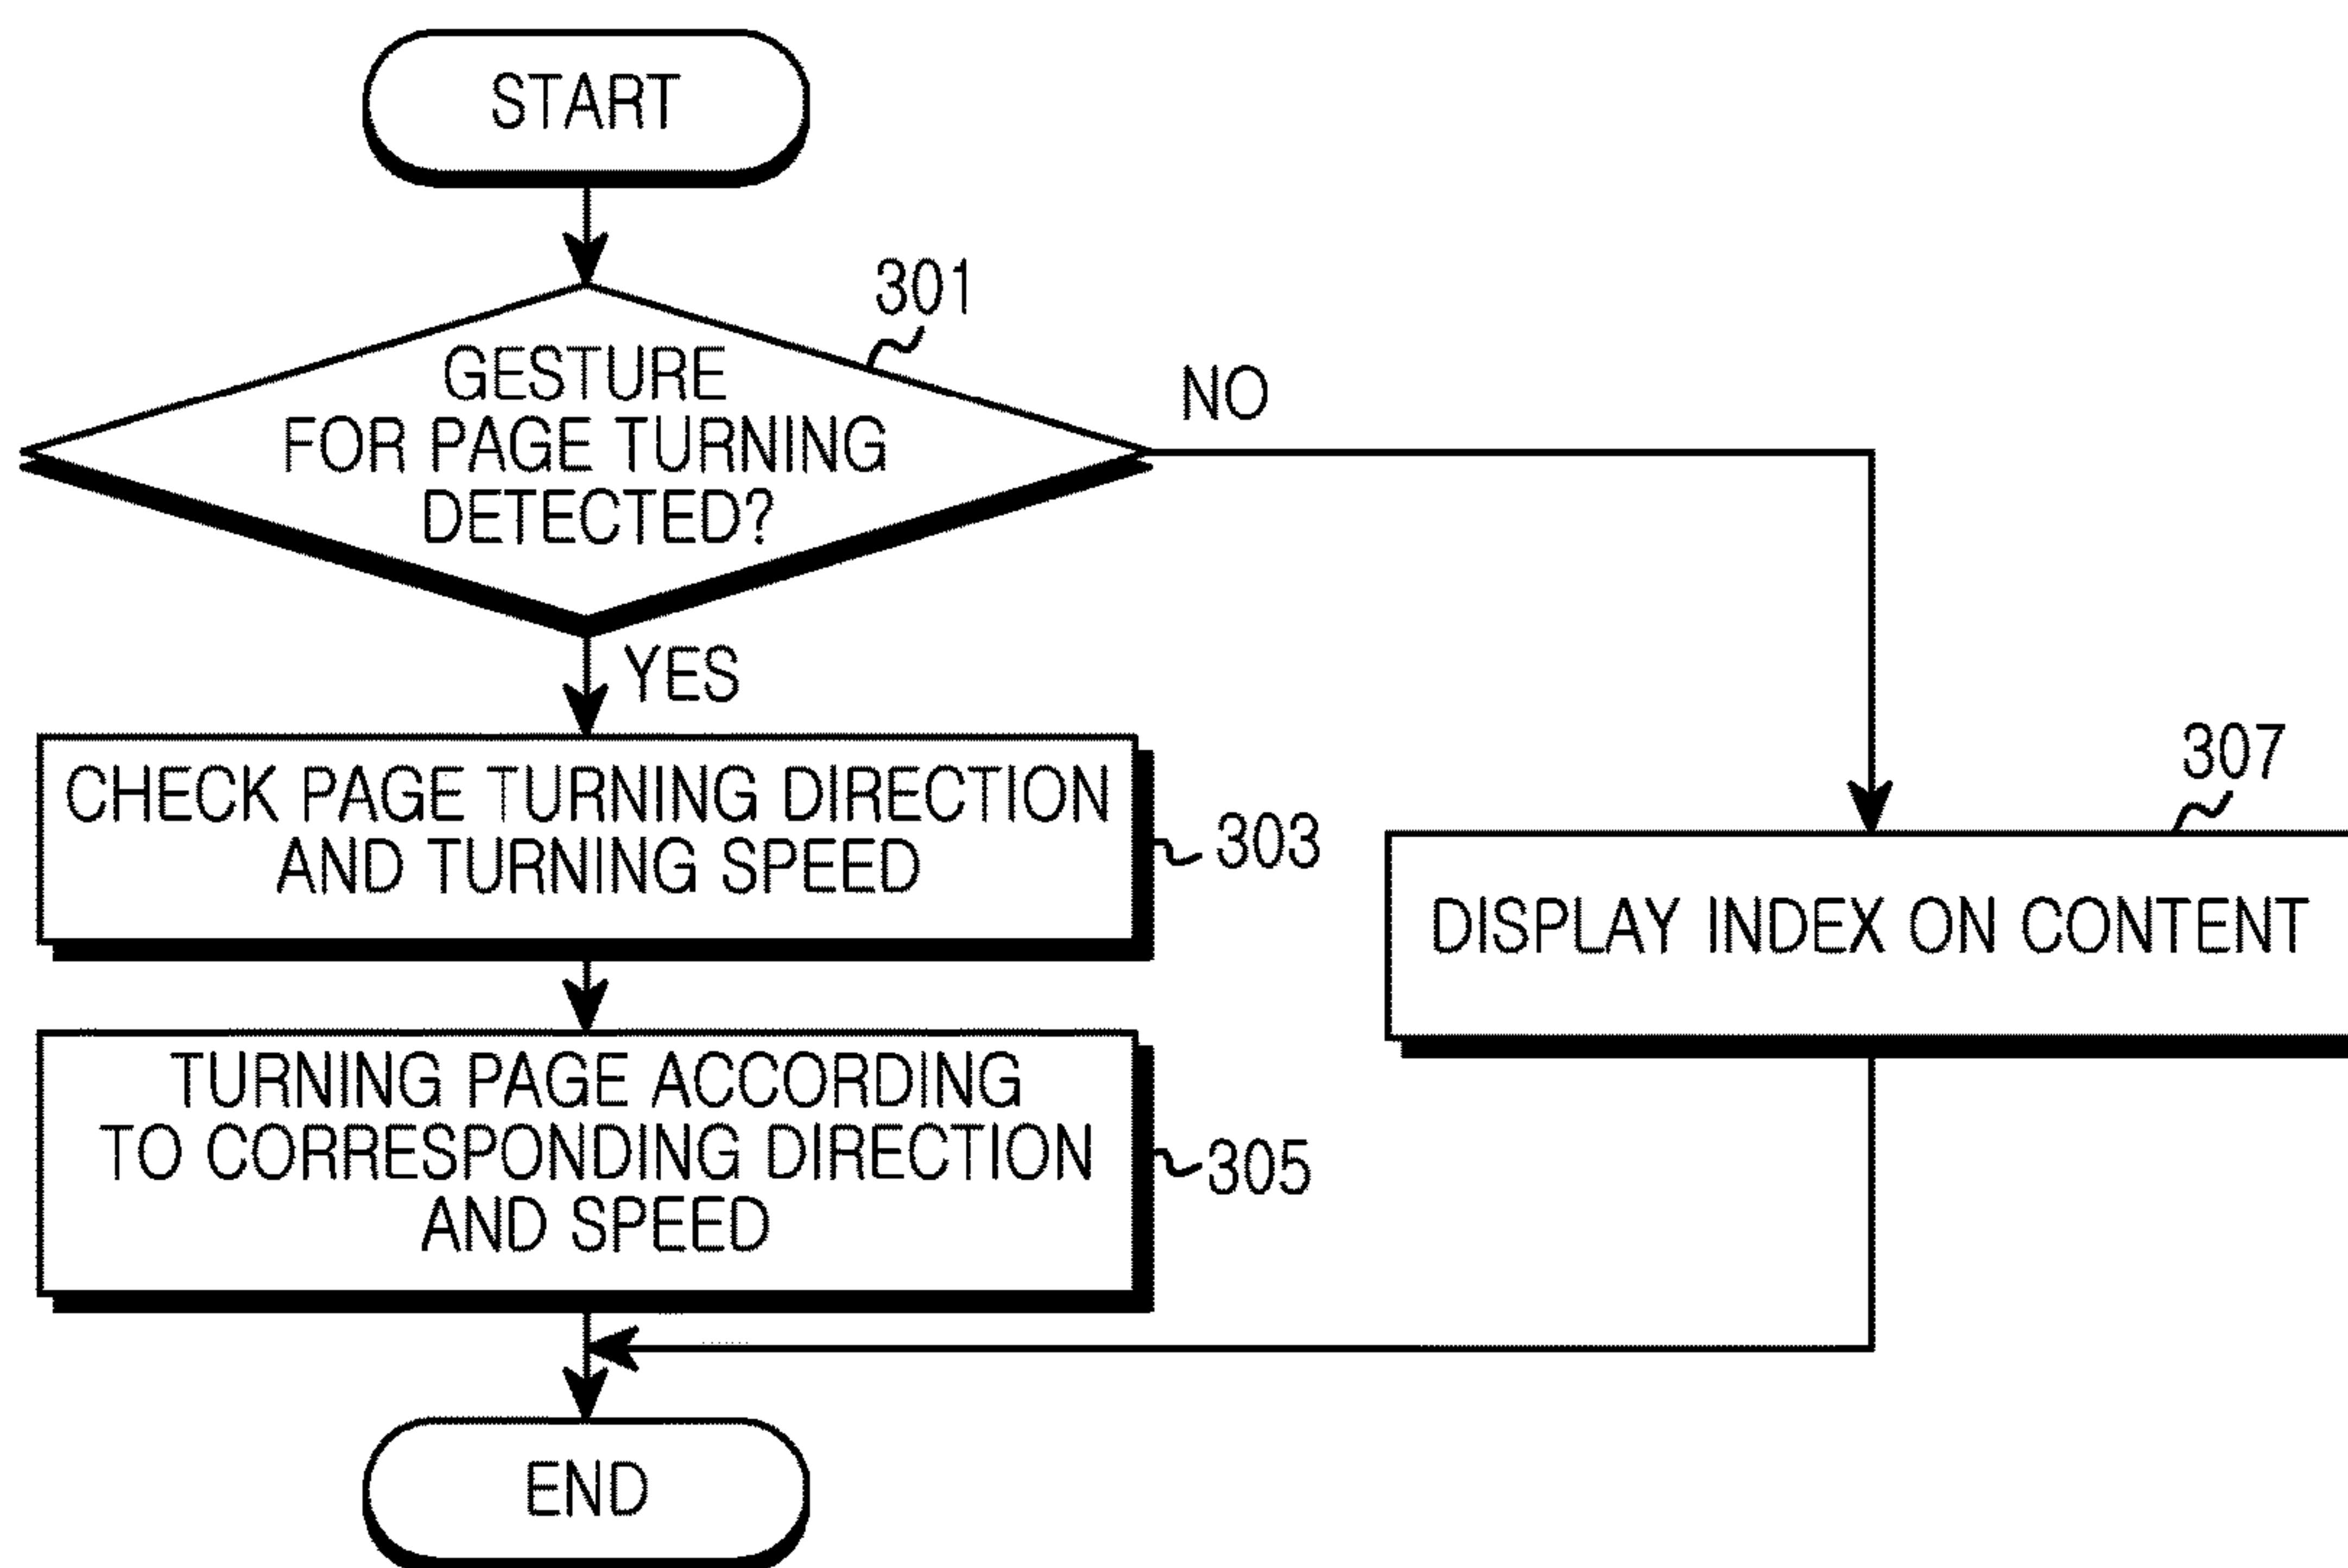 START
301
GESTURE
FOR PAGE TURNING
DETECTED?
NO
YES
CHECK PAGE TURNING DIRECTION
AND TURNING SPEED
303
307
DISPLAY INDEX ON CONTENT
TURNING PAGE ACCORDING
TO CORRESPONDING DIRECTION
AND SPEED
305
END